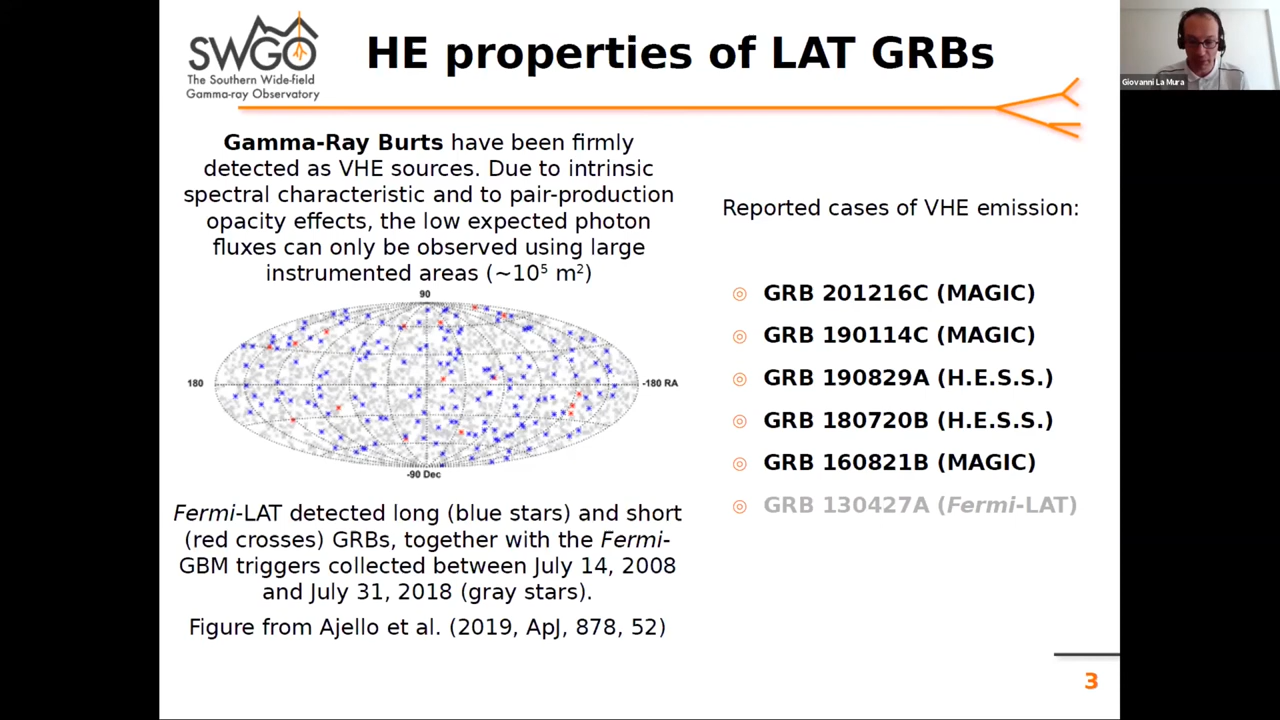 SWGO
The Southern Wide-field
Gamma-ray Observatory
HE properties of LAT GRBs
Giovanni La Mura
Gamma-Ray Bursts have been firmly
detected as VHE sources. Due to intrinsic
spectral characteristic and to pair-production
opacity effects, the low expected photon
fluxes can only be observed using large
instrumented areas (~10⁵ m²)
90
180
-180 RA
-90 Dec
Fermi-LAT detected long (blue stars) and short
(red crosses) GRBs, together with the Fermi-
GBM triggers collected between July 14, 2008
and July 31, 2018 (gray stars).
Figure from Ajello et al. (2019, ApJ, 878, 52)
Reported cases of VHE emission:
GRB 201216C (MAGIC)
GRB 190114C (MAGIC)
GRB 190829A (H.E.S.S.)
GRB 180720B (H.E.S.S.)
GRB 160821B (MAGIC)
GRB 130427A (Fermi-LAT)
3